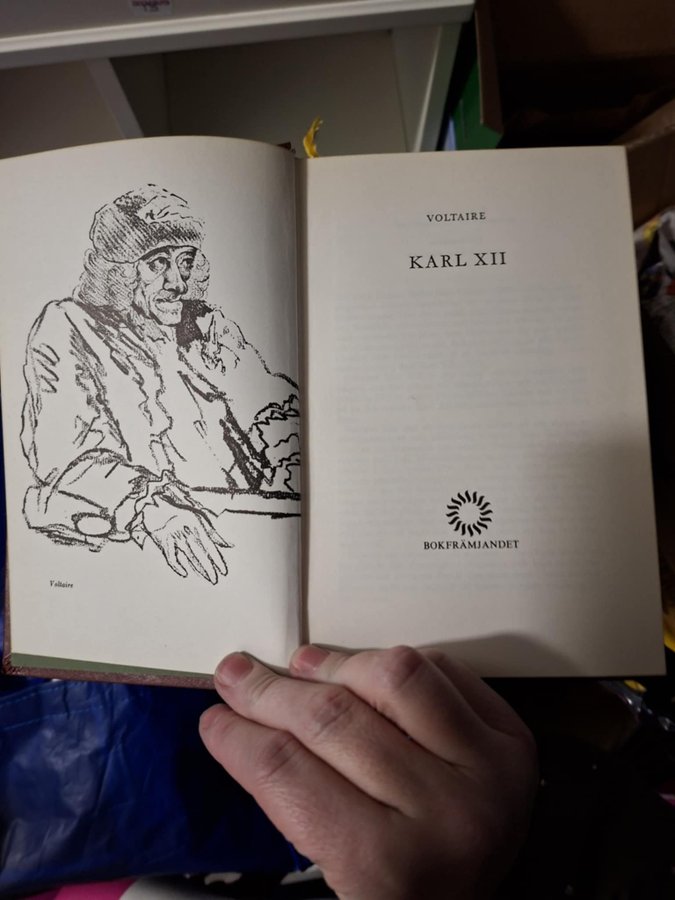 Voltaire
VOLTAIRE
KARL XII
BOKFRÄMJANDET